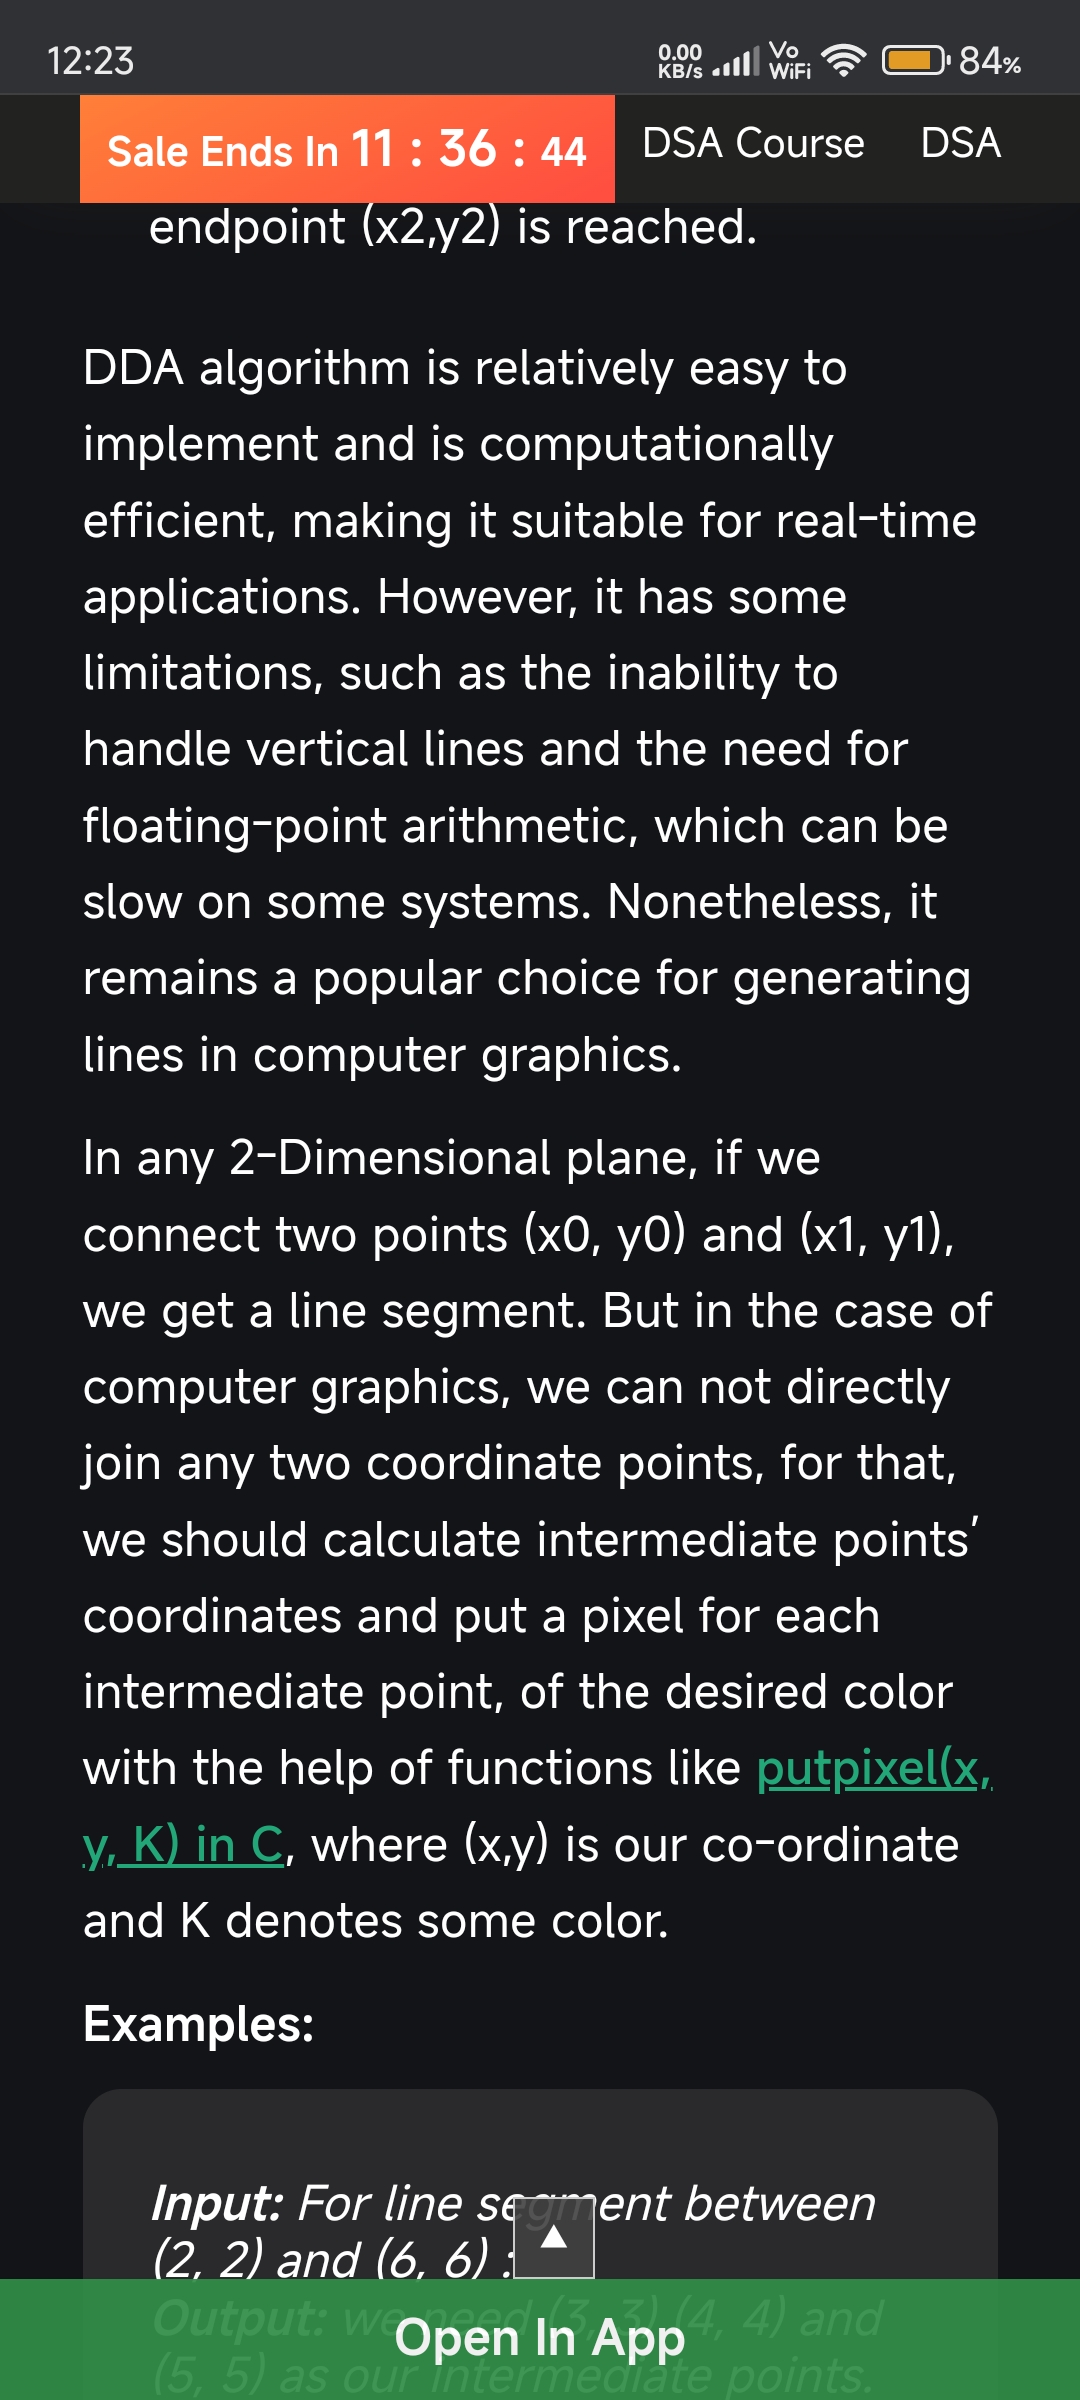 12:23
0.00 KB/s Vo WiFi 84%
Sale Ends In 11 : 36 : 44 DSA Course DSA
endpoint (x2,y2) is reached.
DDA algorithm is relatively easy to
implement and is computationally
efficient, making it suitable for real-time
applications. However, it has some
limitations, such as the inability to
handle vertical lines and the need for
floating-point arithmetic, which can be
slow on some systems. Nonetheless, it
remains a popular choice for generating
lines in computer graphics.
In any 2-Dimensional plane, if we
connect two points (x0, y0) and (x1, y1),
we get a line segment. But in the case of
computer graphics, we can not directly
join any two coordinate points, for that,
we should calculate intermediate points’
coordinates and put a pixel for each
intermediate point, of the desired color
with the help of functions like putpixel(x,
y, K) in C, where (x,y) is our co-ordinate
and K denotes some color.
Examples:
Input: For line segment between
(2, 2) and (6, 6) :
Output: we need (3, 3) (4, 4) and
Open In App
(5, 5) as our intermediate points.